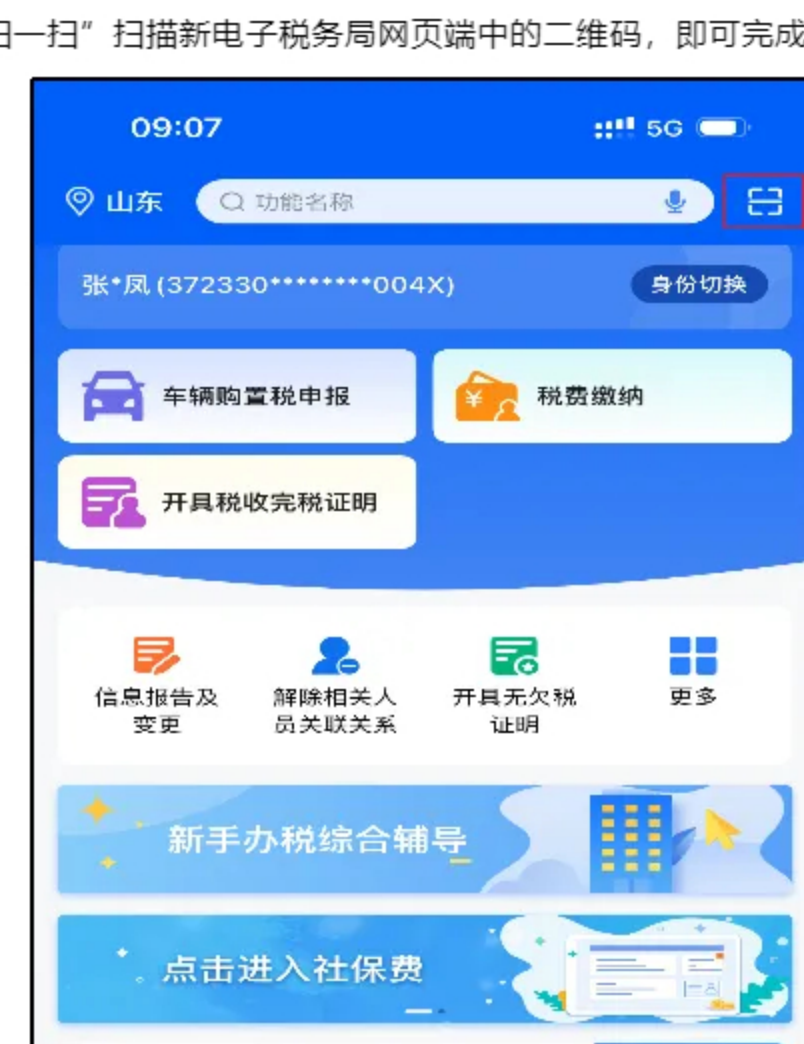 扫一扫”扫描新电子税务局网页端中的二维码，即可完成
09:07
5G
山东
功能名称
张*凤 (372330********004X)
身份切换
车辆购置税申报
¥
税费缴纳
开具税收完税证明
信息报告及
变更
解除相关人
员关联关系
开具无欠税
证明
更多
新手办税综合辅导
点击进入社保费